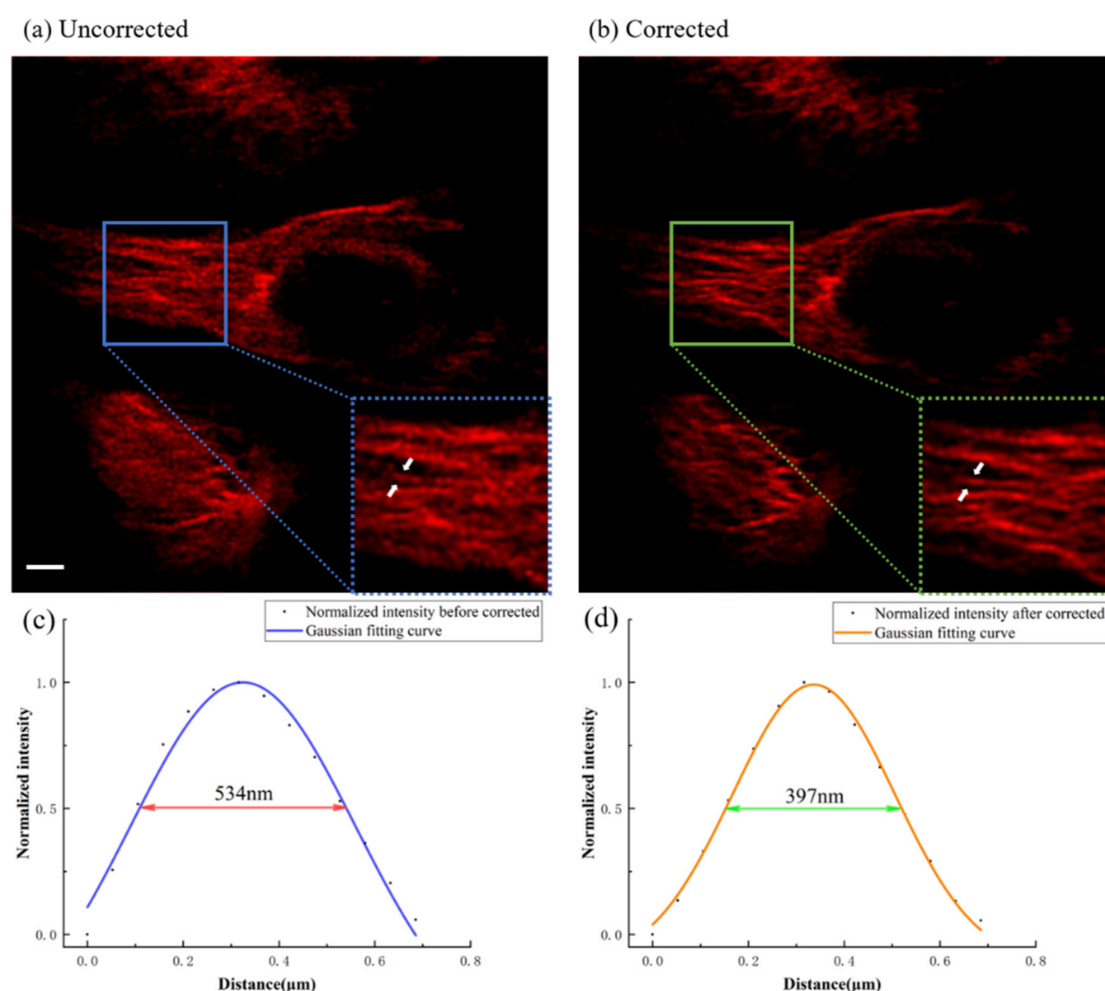 (a) Uncorrected
(b) Corrected
(c)
Normalized intensity before corrected
Gaussian fitting curve
1.0
0.5
0.0
Normalized intensity
534nm
0.0 0.2 0.4 0.6 0.8
Distance(μm)
(d)
Normalized intensity after corrected
Gaussian fitting curve
1.0
0.5
0.0
Normalized intensity
397nm
0.0 0.2 0.4 0.6 0.8
Distance(μm)